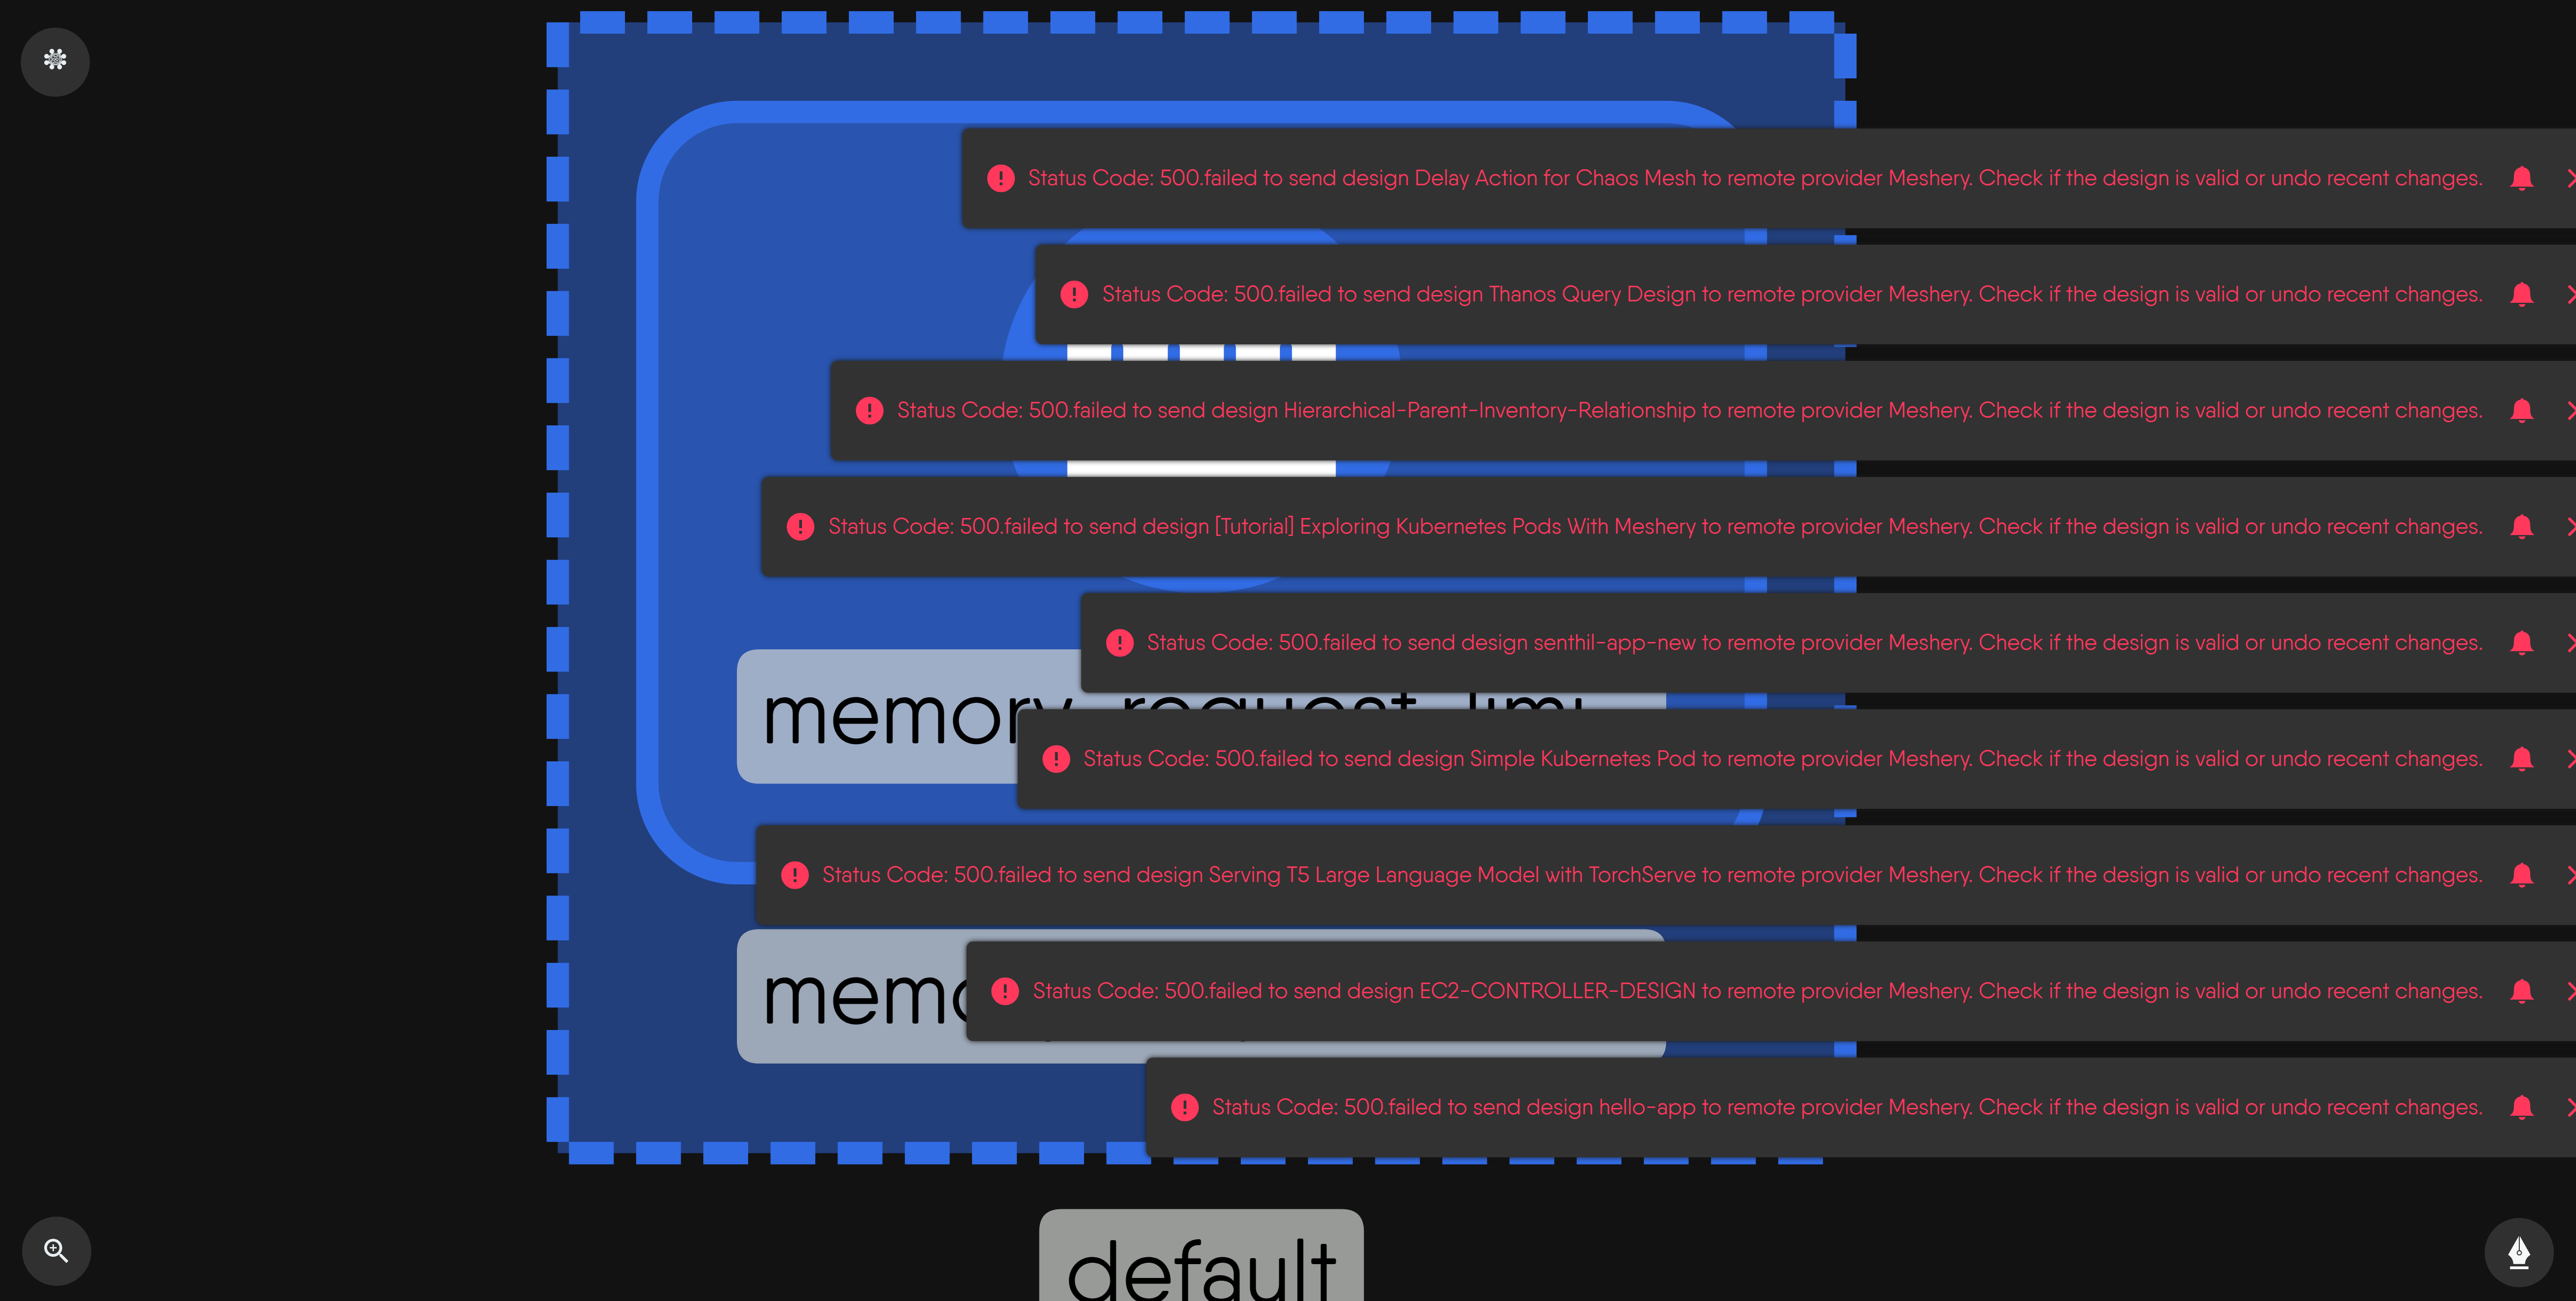 Status Code: 500.failed to send design Delay Action for Chaos Mesh to remote provider Meshery. Check if the design is valid or undo recent changes.
Status Code: 500.failed to send design Thanos Query Design to remote provider Meshery. Check if the design is valid or undo recent changes.
Status Code: 500.failed to send design Hierarchical-Parent-Inventory-Relationship to remote provider Meshery. Check if the design is valid or undo recent changes.
Status Code: 500.failed to send design [Tutorial] Exploring Kubernetes Pods With Meshery to remote provider Meshery. Check if the design is valid or undo recent changes.
Status Code: 500.failed to send design senthil-app-new to remote provider Meshery. Check if the design is valid or undo recent changes.
memory request limi
Status Code: 500.failed to send design Simple Kubernetes Pod to remote provider Meshery. Check if the design is valid or undo recent changes.
Status Code: 500.failed to send design Serving T5 Large Language Model with TorchServe to remote provider Meshery. Check if the design is valid or undo recent changes.
Status Code: 500.failed to send design EC2-CONTROLLER-DESIGN to remote provider Meshery. Check if the design is valid or undo recent changes.
Status Code: 500.failed to send design hello-app to remote provider Meshery. Check if the design is valid or undo recent changes.
default